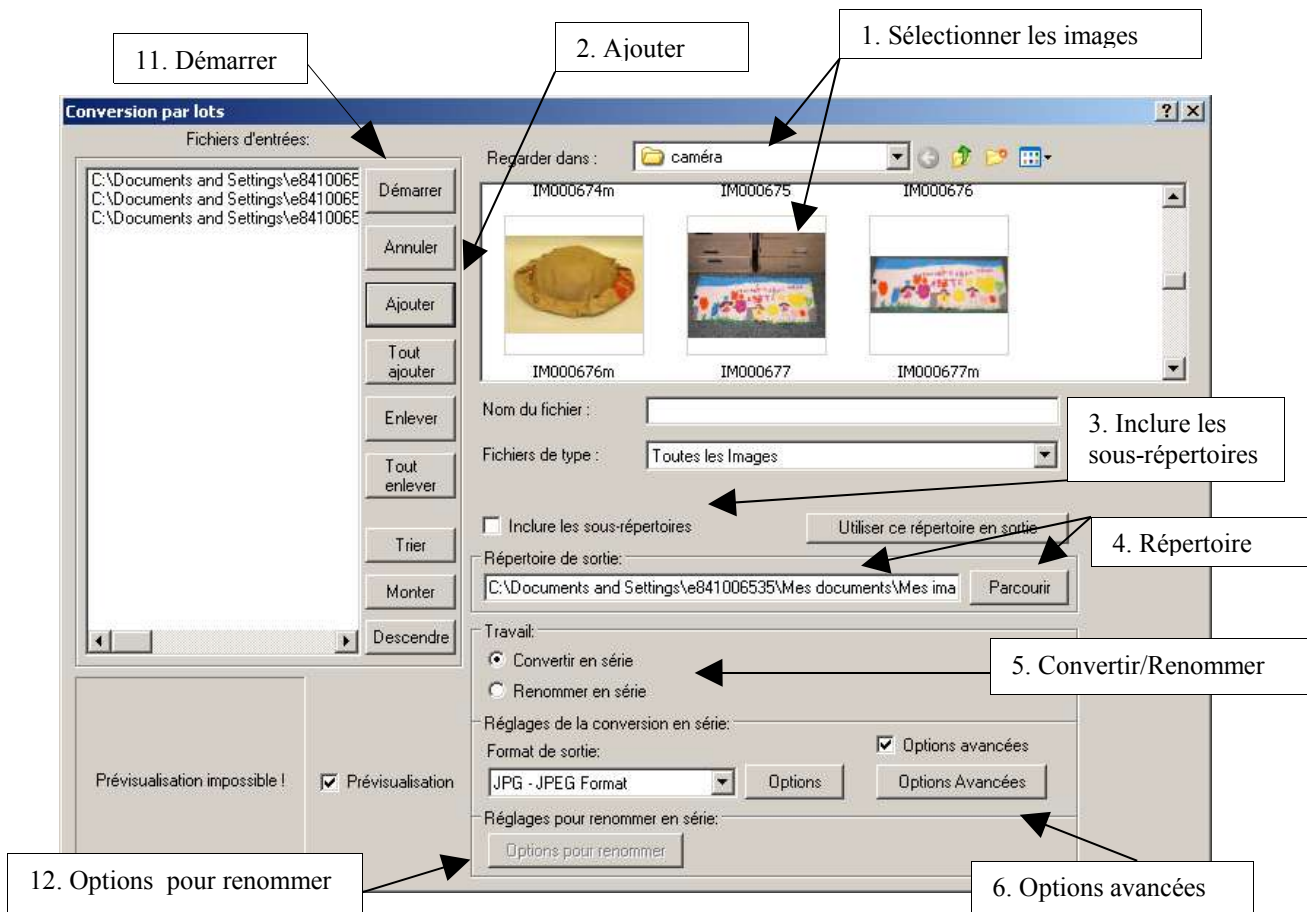 1. Sélectionner les images
2. Ajouter
11. Démarrer
Conversion par lots
Fichiers d'entrées:
C:\Documents and Settings\e8410065
C:\Documents and Settings\e8410065
C:\Documents and Settings\e8410065
Démarrer
Annuler
Ajouter
Tout
ajouter
Enlever
Tout
enlever
Trier
Monter
Descendre
Regarder dans :
caméra
IM000674m
IM000675
IM000676
IM000676m
IM000677
IM000677m
Nom du fichier :
Fichiers de type :
Toutes les Images
3. Inclure les
sous-répertoires
Inclure les sous-répertoires
Utiliser ce répertoire en sortie
4. Répertoire
Répertoire de sortie:
C:\Documents and Settings\e841006535\Mes documents\Mes ima
Parcourir
Travail:
Convertir en série
Renommer en série
5. Convertir/Renommer
Réglages de la conversion en série:
Format de sortie:
Options avancées
JPG - JPEG Format
Options
Options Avancées
Prévisualisation impossible !
Prévisualisation
Réglages pour renommer en série:
Options pour renommer
12. Options pour renommer
6. Options avancées